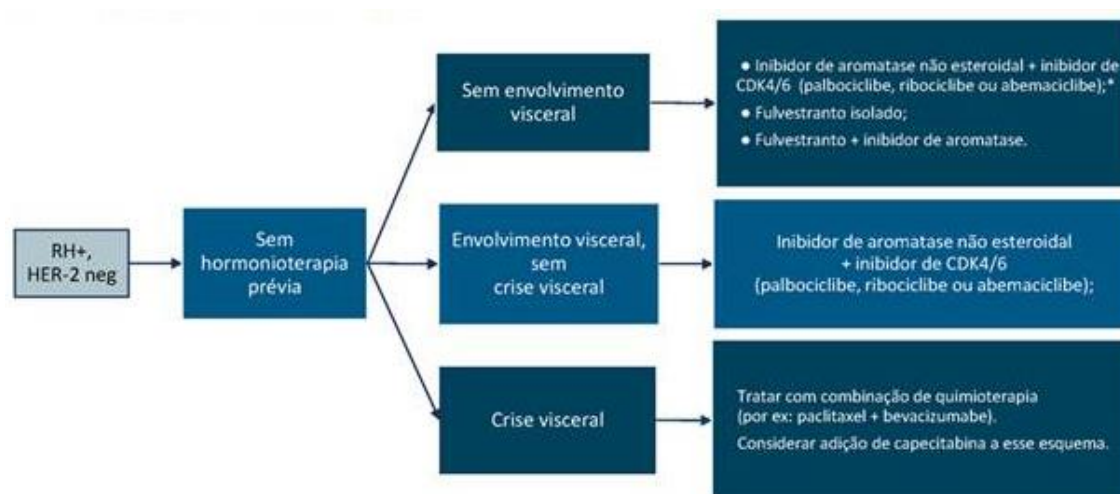 RH+,
HER-2 neg
Sem
hormonioterapia
prévia
Sem envolvimento
visceral
● Inibidor de aromatase não esteroidal + inibidor de
CDK4/6 (palbociclibe, ribociclibe ou abemaciclibe);*
● Fulvestranto isolado;
● Fulvestranto + inibidor de aromatase.
Envolvimento visceral,
sem
crise visceral
Inibidor de aromatase não esteroidal
+ inibidor de CDK4/6
(palbociclibe, ribociclibe ou abemaciclibe);
Crise visceral
Tratar com combinação de quimioterapia
(por ex: paclitaxel + bevacizumabe).
Considerar adição de capecitabina a esse esquema.